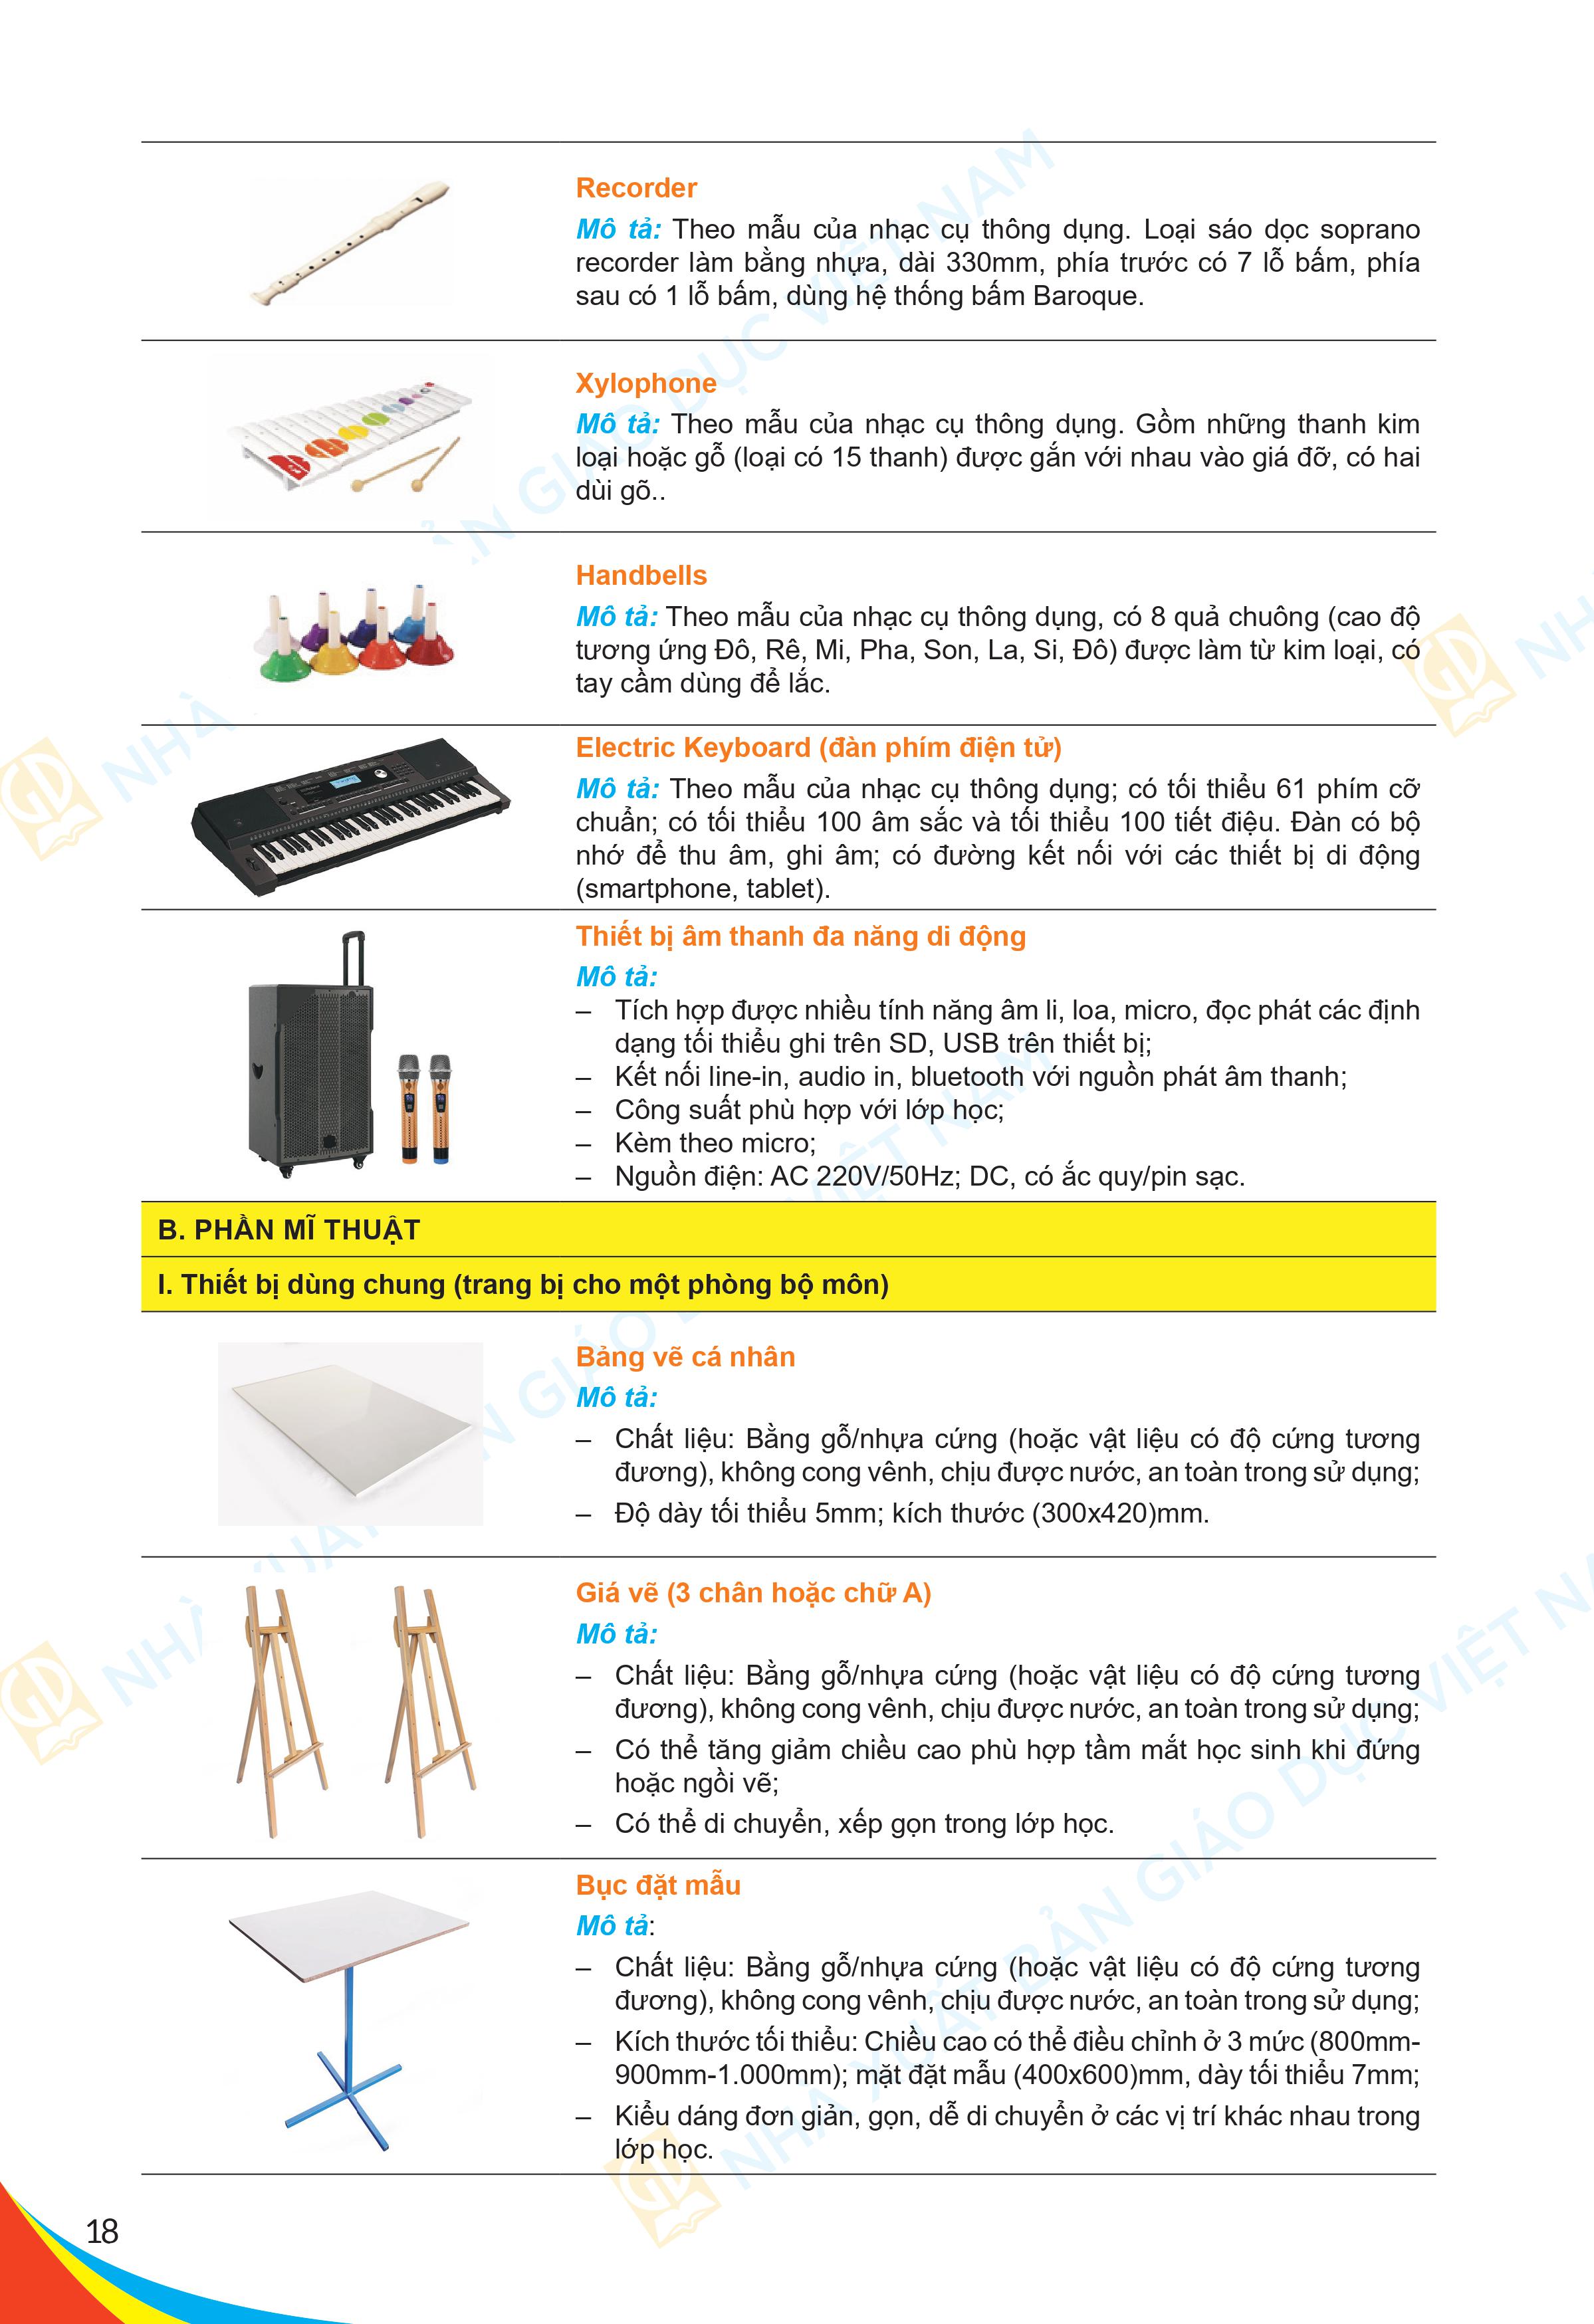 Recorder
Mô tả: Theo mẫu của nhạc cụ thông dụng. Loại sáo dọc soprano
recorder làm bằng nhựa, dài 330mm, phía trước có 7 lỗ bấm, phía
sau có 1 lỗ bấm, dùng hệ thống bấm Baroque.
Xylophone
Mô tả: Theo mẫu của nhạc cụ thông dụng. Gồm những thanh kim
loại hoặc gỗ (loại có 15 thanh) được gắn với nhau vào giá đỡ, có hai
dùi gõ..
Handbells
Mô tả: Theo mẫu của nhạc cụ thông dụng, có 8 quả chuông (cao độ
tương ứng Đô, Rê, Mi, Pha, Son, La, Si, Đô) được làm từ kim loại, có
tay cầm dùng để lắc.
Electric Keyboard (đàn phím điện tử)
Mô tả: Theo mẫu của nhạc cụ thông dụng; có tối thiểu 61 phím cỡ
chuẩn; có tối thiểu 100 âm sắc và tối thiểu 100 tiết điệu. Đàn có bộ
nhớ để thu âm, ghi âm; có đường kết nối với các thiết bị di động
(smartphone, tablet).
Thiết bị âm thanh đa năng di động
Mô tả:
– Tích hợp được nhiều tính năng âm li, loa, micro, đọc phát các định
dạng tối thiểu ghi trên SD, USB trên thiết bị;
– Kết nối line-in, audio in, bluetooth với nguồn phát âm thanh;
– Công suất phù hợp với lớp học;
– Kèm theo micro;
– Nguồn điện: AC 220V/50Hz; DC, có ắc quy/pin sạc.
B. PHẦN MĨ THUẬT
I. Thiết bị dùng chung (trang bị cho một phòng bộ môn)
Bảng vẽ cá nhân
Mô tả:
– Chất liệu: Bằng gỗ/nhựa cứng (hoặc vật liệu có độ cứng tương
đương), không cong vênh, chịu được nước, an toàn trong sử dụng;
– Độ dày tối thiểu 5mm; kích thước (300x420)mm.
Giá vẽ (3 chân hoặc chữ A)
Mô tả:
– Chất liệu: Bằng gỗ/nhựa cứng (hoặc vật liệu có độ cứng tương
đương), không cong vênh, chịu được nước, an toàn trong sử dụng;
– Có thể tăng giảm chiều cao phù hợp tầm mắt học sinh khi đứng
hoặc ngồi vẽ;
– Có thể di chuyển, xếp gọn trong lớp học.
Bục đặt mẫu
Mô tả:
– Chất liệu: Bằng gỗ/nhựa cứng (hoặc vật liệu có độ cứng tương
đương), không cong vênh, chịu được nước, an toàn trong sử dụng;
– Kích thước tối thiểu: Chiều cao có thể điều chỉnh ở 3 mức (800mm-
900mm-1.000mm); mặt đặt mẫu (400x600)mm, dày tối thiểu 7mm;
– Kiểu dáng đơn giản, gọn, dễ di chuyển ở các vị trí khác nhau trong
lớp học.
18
NHÀ XUẤT BẢN GIÁO DỤC VIỆT NAM